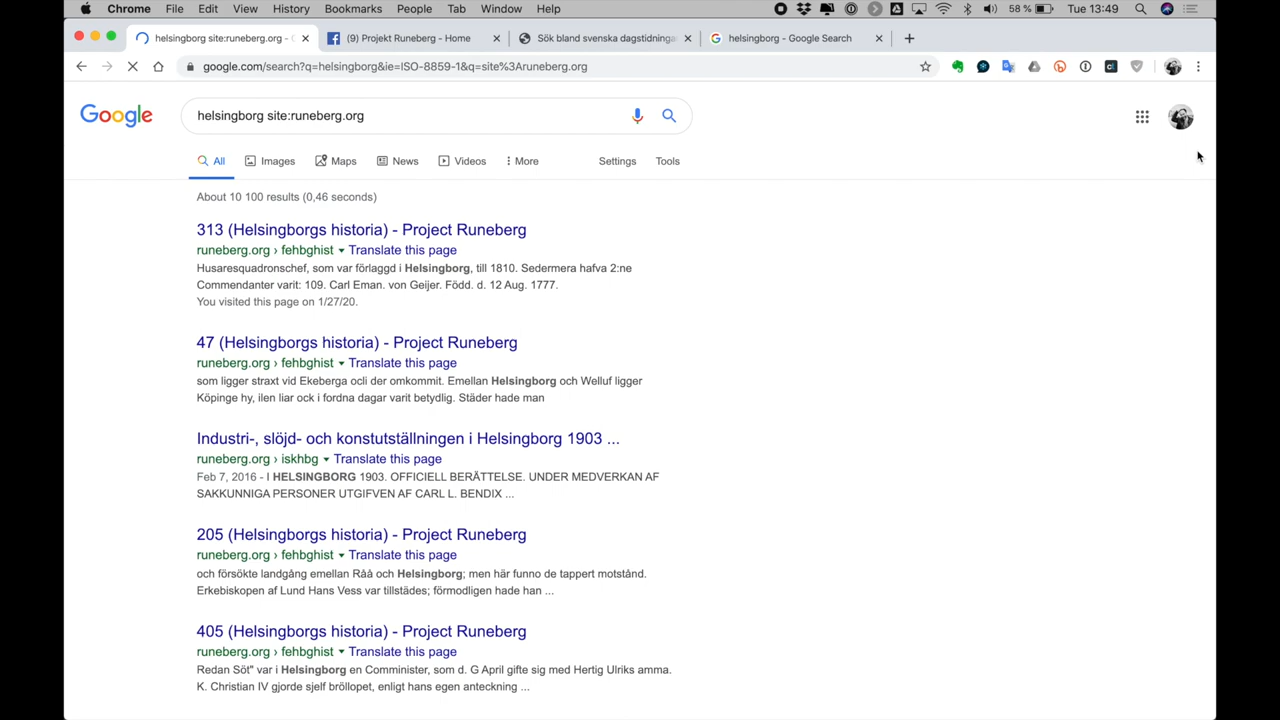 Chrome File Edit View History Bookmarks People Tab Window Help 58 % Tue 13:49
helsingborg site:runeberg.org - (9) Projekt Runeberg - Home Sök bland svenska dagstidninga helsingborg - Google Search
google.com/search?q=helsingborg&ie=ISO-8859-1&q=site%3Aruneberg.org
Google helsingborg site:runeberg.org
All Images Maps News Videos More Settings Tools
About 10 100 results (0,46 seconds)
313 (Helsingborgs historia) - Project Runeberg
runeberg.org › fehbghist ▾ Translate this page
Husaresquadronschef, som var förlaggd i Helsingborg, till 1810. Sedermera hafva 2:ne
Commendanter varit: 109. Carl Eman. von Geijer. Född. d. 12 Aug. 1777.
You visited this page on 1/27/20.
47 (Helsingborgs historia) - Project Runeberg
runeberg.org › fehbghist ▾ Translate this page
som ligger straxt vid Ekeberga ocli der omkommit. Emellan Helsingborg och Welluf ligger
Köpinge hy, ilen liar ock i fordna dagar varit betydlig. Städer hade man
Industri-, slöjd- och konstutställningen i Helsingborg 1903 ...
runeberg.org › iskhbg ▾ Translate this page
Feb 7, 2016 - I HELSINGBORG 1903. OFFICIELL BERÄTTELSE. UNDER MEDVERKAN AF
SAKKUNNIGA PERSONER UTGIFVEN AF CARL L. BENDIX ...
205 (Helsingborgs historia) - Project Runeberg
runeberg.org › fehbghist ▾ Translate this page
och försökte landgång emellan Råå och Helsingborg; men här funno de tappert motstånd.
Erkebiskopen af Lund Hans Vess var tillstädes; förmodligen hade han ...
405 (Helsingborgs historia) - Project Runeberg
runeberg.org › fehbghist ▾ Translate this page
Redan Söt" var i Helsingborg en Comminister, som d. G April gifte sig med Hertig Ulriks amma.
K. Christian IV gjorde sjelf bröllopet, enligt hans egen anteckning ...